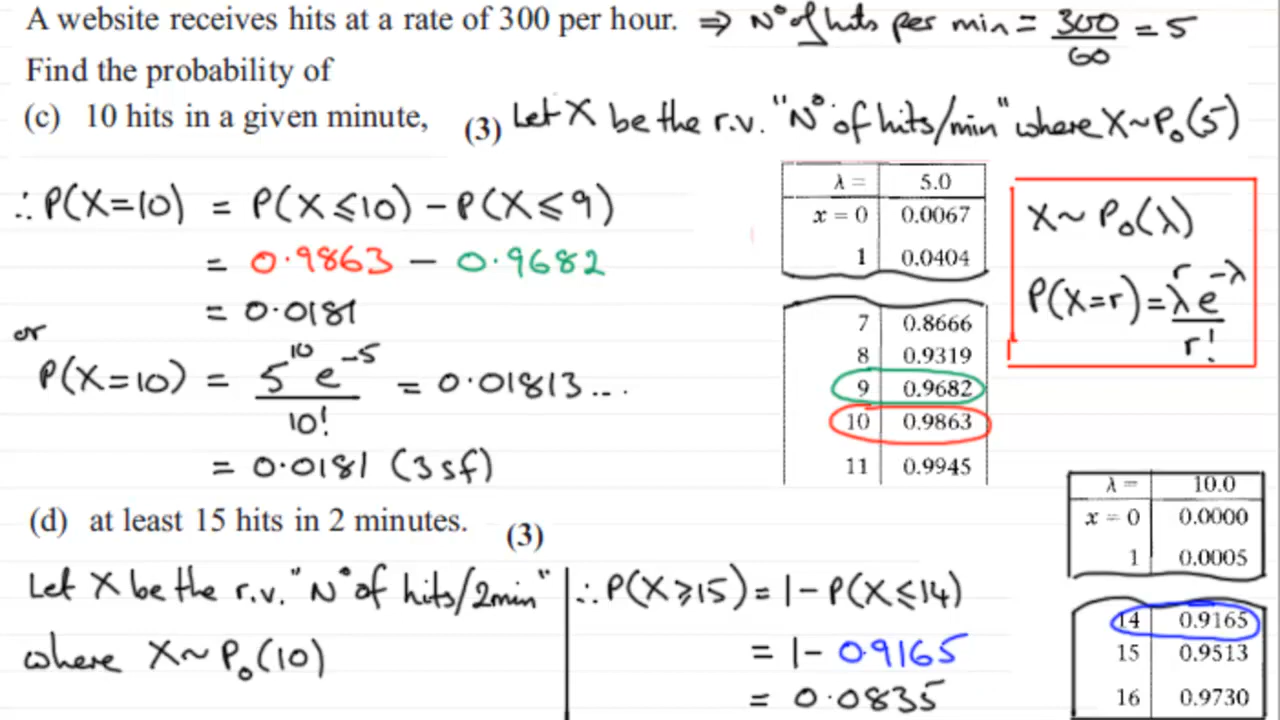 A website receives hits at a rate of 300 per hour. ⇒ N° of hits per min = 300/60 = 5
Find the probability of
(c) 10 hits in a given minute, (3) Let X be the r.v. "N° of hits/min" where X~P₀(5)
∴ P(X=10) = P(X⩽10) − P(X⩽9)
= 0.9863 − 0.9682
= 0.0181
or
P(X=10) = 5¹⁰ e⁻⁵ / 10! = 0.01813...
= 0.0181 (3sf)
λ = 5.0
x = 0 0.0067
1 0.0404
7 0.8666
8 0.9319
9 0.9682
10 0.9863
11 0.9945
X~P₀(λ)
P(X=r) = λʳ e^−λ / r!
(d) at least 15 hits in 2 minutes. (3)
Let X be the r.v. "N° of hits/2min"
where X~P₀(10)
∴ P(X⩾15) = 1 − P(X⩽14)
= 1 − 0.9165
= 0.0835
λ = 10.0
x = 0 0.0000
1 0.0005
14 0.9165
15 0.9513
16 0.9730